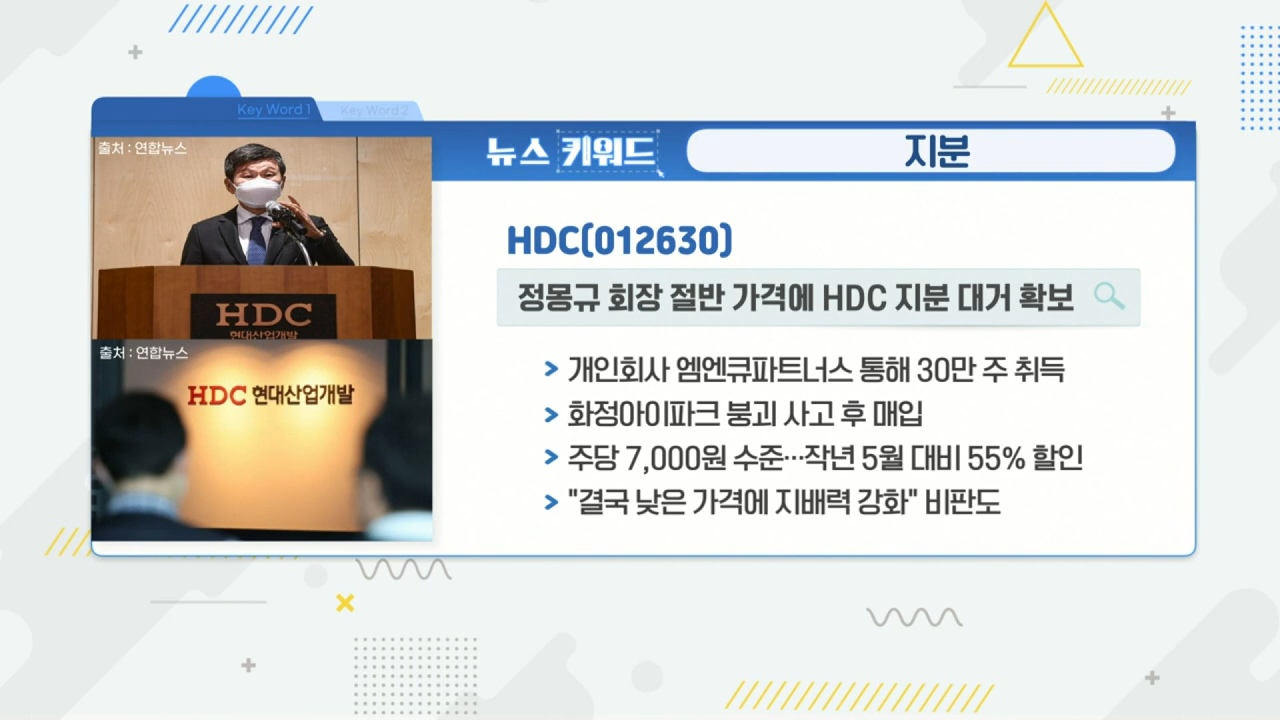 Key Word 1
Key Word 2
출처 : 연합뉴스
뉴스 키워드
지분
HDC
현대산업개발
출처 : 연합뉴스
HDC 현대산업개발
HDC(012630)
정몽규 회장 절반 가격에 HDC 지분 대거 확보
> 개인회사 엠엔큐파트너스 통해 30만 주 취득
> 화정아이파크 붕괴 사고 후 매입
> 주당 7,000원 수준…작년 5월 대비 55% 할인
> "결국 낮은 가격에 지배력 강화" 비판도